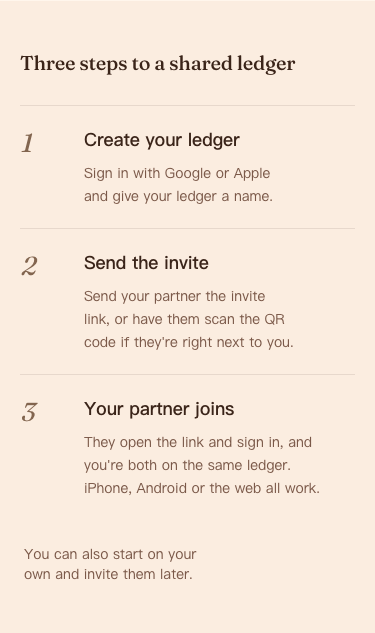 Three steps to a shared ledger
1
Create your ledger
Sign in with Google or Apple
and give your ledger a name.
2
Send the invite
Send your partner the invite
link, or have them scan the QR
code if they're right next to you.
3
Your partner joins
They open the link and sign in, and
you're both on the same ledger.
iPhone, Android or the web all work.
You can also start on your
own and invite them later.